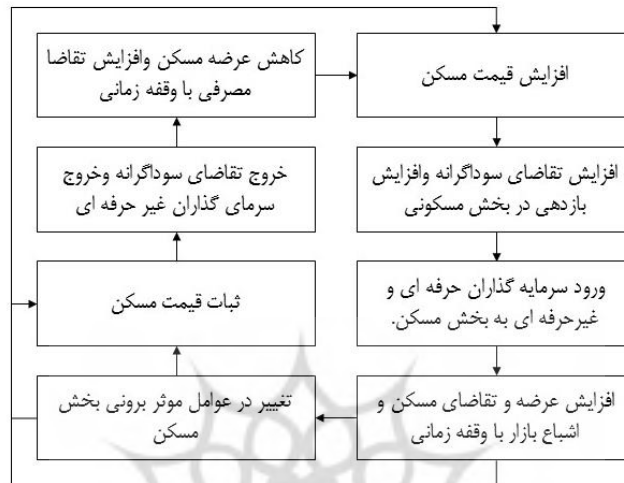 کاهش عرضه مسکن وافزایش تقاضا
مصرفی با وقفه زمانی
افزایش قیمت مسکن
خروج تقاضای سوداگرانه وخروج
سرمای گذاران غیر حرفه ای
افزایش تقاضای سوداگرانه وافزایش
بازدهی در بخش مسکونی
ثبات قیمت مسکن
ورود سرمایه گذاران حرفه ای و
غیرحرفه ای به بخش مسکن.
تغییر در عوامل موثر برونی بخش
مسکن
افزایش عرضه و تقاضای مسکن و
اشباع بازار با وقفه زمانی